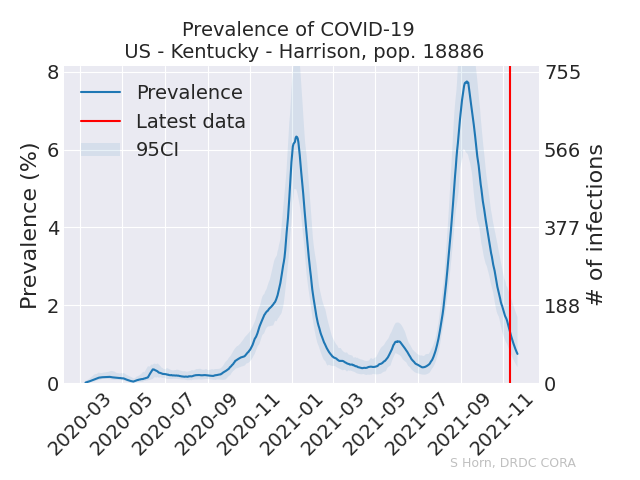 Prevalence of COVID-19
US - Kentucky - Harrison, pop. 18886
8
6
4
2
0
Prevalence (%)
Prevalence
Latest data
95CI
755
566
377
188
0
# of infections
2020-03
2020-05
2020-07
2020-09
2020-11
2021-01
2021-03
2021-05
2021-07
2021-09
2021-11
S Horn, DRDC CORA